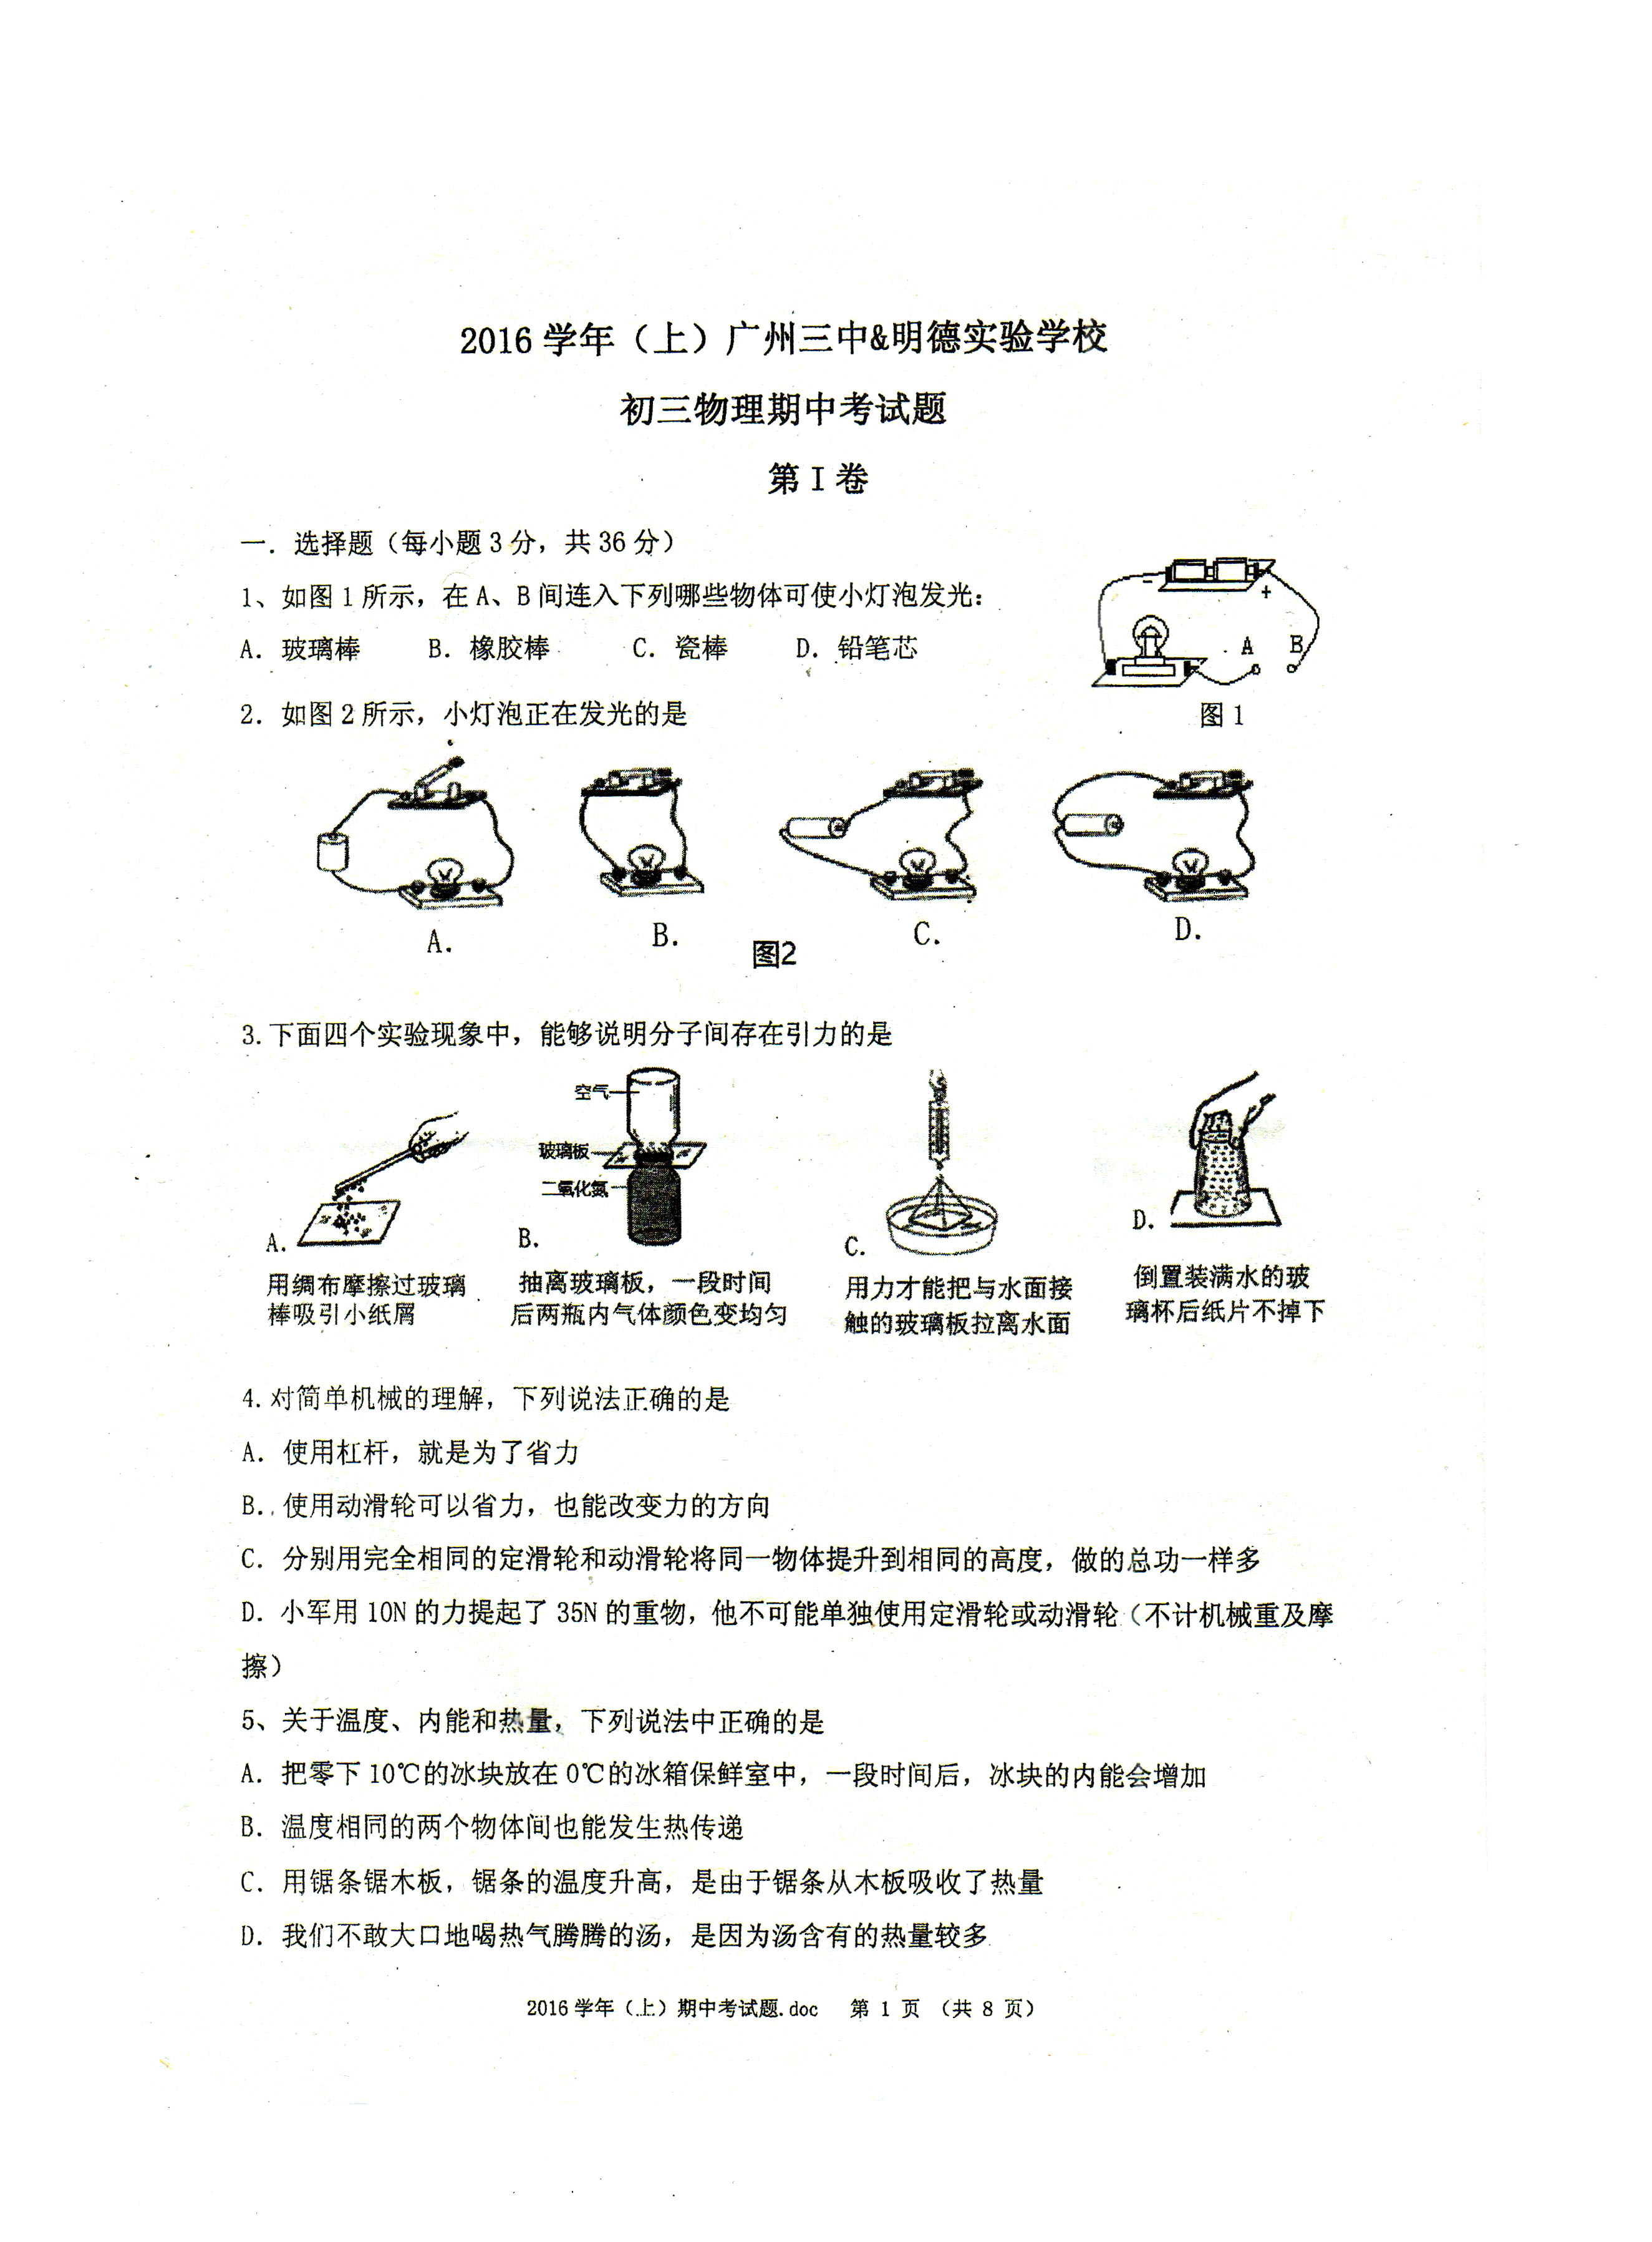 2016 学年（上）广州三中&明德实验学校
初三物理期中考试题
第 I 卷
一．选择题（每小题 3 分，共 36 分）
1、如图 1 所示，在 A、B 间连入下列哪些物体可使小灯泡发光：
A．玻璃棒 B．橡胶棒 C．瓷棒 D．铅笔芯
- +
A B
图 1
2．如图 2 所示，小灯泡正在发光的是
A. B. C. D.
图2
3.下面四个实验现象中，能够说明分子间存在引力的是
空气
玻璃板
二氧化氮
A. B. C. D.
用绸布摩擦过玻璃
棒吸引小纸屑
抽离玻璃板，一段时间
后两瓶内气体颜色变均匀
用力才能把与水面接
触的玻璃板拉离水面
倒置装满水的玻
璃杯后纸片不掉下
4.对简单机械的理解，下列说法正确的是
A．使用杠杆，就是为了省力
B．使用动滑轮可以省力，也能改变力的方向
C．分别用完全相同的定滑轮和动滑轮将同一物体提升到相同的高度，做的总功一样多
D．小军用 10N 的力提起了 35N 的重物，他不可能单独使用定滑轮或动滑轮（不计机械重及摩
擦）
5、关于温度、内能和热量，下列说法中正确的是
A．把零下 10℃的冰块放在 0℃的冰箱保鲜室中，一段时间后，冰块的内能会增加
B．温度相同的两个物体间也能发生热传递
C．用锯条锯木板，锯条的温度升高，是由于锯条从木板吸收了热量
D．我们不敢大口地喝热气腾腾的汤，是因为汤含有的热量较多
2016 学年（上）期中考试题.doc 第 1 页 （共 8 页）